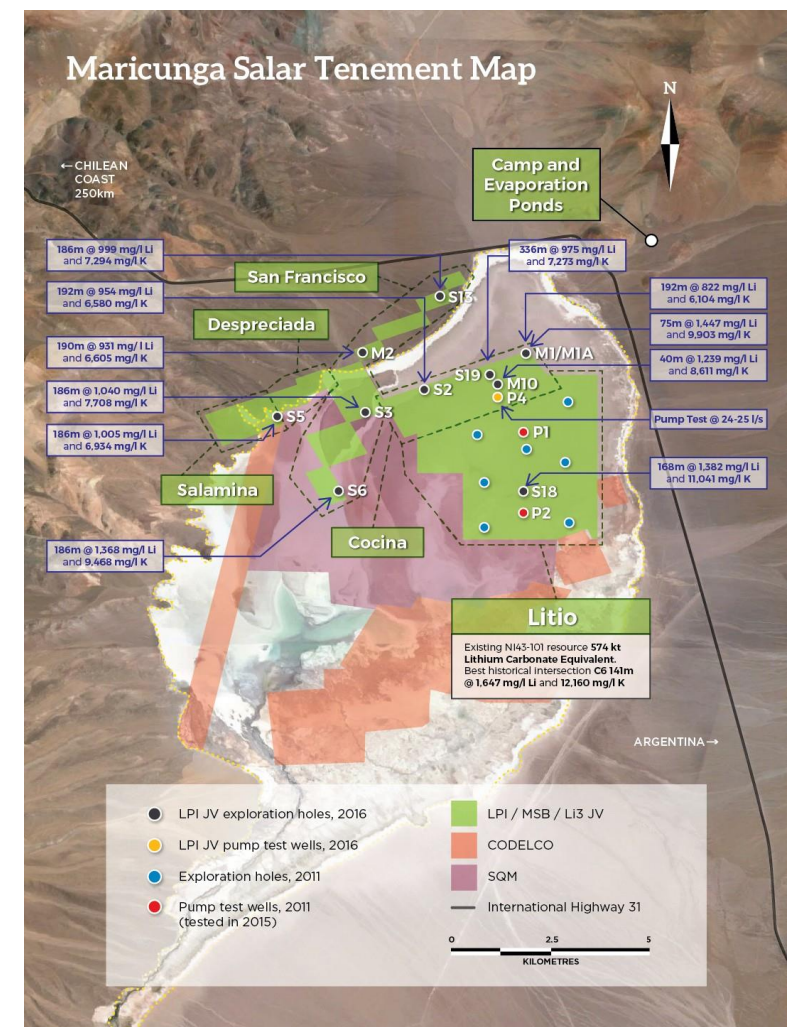 Maricunga Salar Tenement Map
N
← CHILEAN
COAST
250km
Camp and
Evaporation
Ponds
186m @ 999 mg/l Li
and 7,294 mg/l K
336m @ 975 mg/l Li
and 7,273 mg/l K
San Francisco
192m @ 954 mg/l Li
and 6,580 mg/l K
192m @ 822 mg/l Li
and 6,104 mg/l K
S13
Despreciada
75m @ 1,447 mg/l Li
and 9,903 mg/l K
190m @ 931 mg/ l Li
and 6,605 mg/l K
M2
M1/M1A
40m @ 1,239 mg/l Li
and 8,611 mg/l K
S19
M10
186m @ 1,040 mg/l Li
and 7,708 mg/l K
S2
P4
S5
S3
Pump Test @ 24-25 l/s
186m @ 1,005 mg/l Li
and 6,934 mg/l K
P1
168m @ 1,382 mg/l Li
and 11,041 mg/l K
Salamina
S6
S18
P2
Cocina
186m @ 1,368 mg/l Li
and 9,468 mg/l K
Litio
Existing NI43-101 resource 574 kt
Lithium Carbonate Equivalent.
Best historical intersection C6 141m
@ 1,647 mg/l Li and 12,160 mg/l K
ARGENTINA →
LPI JV exploration holes, 2016
LPI JV pump test wells, 2016
Exploration holes, 2011
Pump test wells, 2011
(tested in 2015)
LPI / MSB / Li3 JV
CODELCO
SQM
International Highway 31
0 2.5 5
KILOMETRES